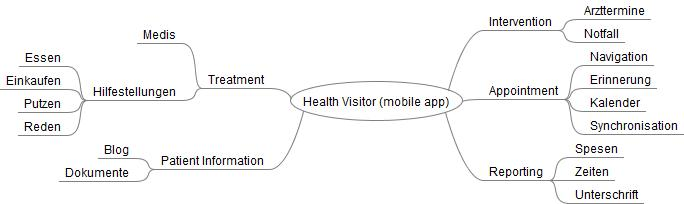 Health Visitor (mobile app)
Treatment
Medis
Hilfestellungen
Essen
Einkaufen
Putzen
Reden
Patient Information
Blog
Dokumente
Intervention
Arzttermine
Notfall
Appointment
Navigation
Erinnerung
Kalender
Synchronisation
Reporting
Spesen
Zeiten
Unterschrift